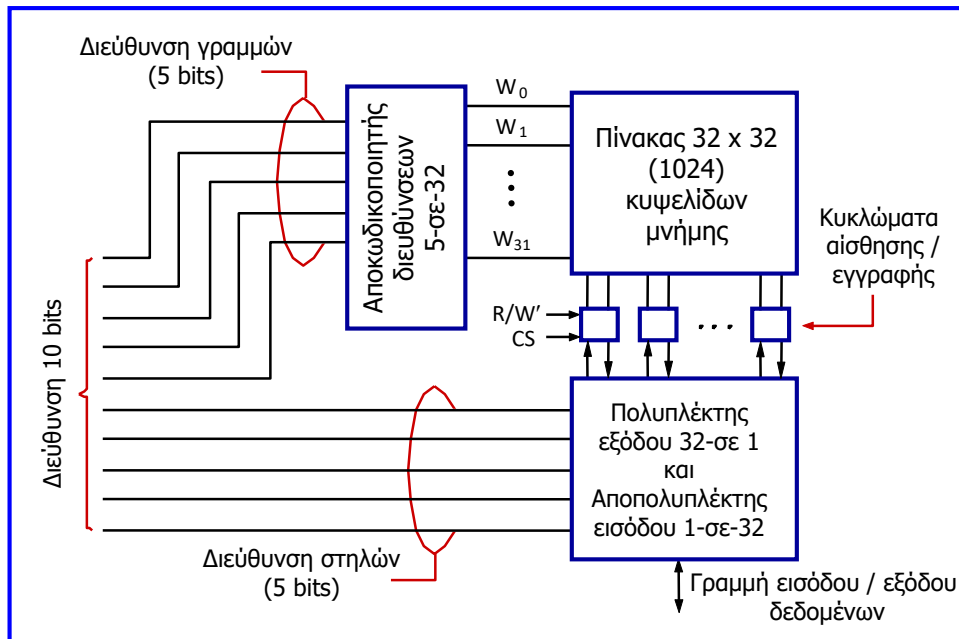 Διεύθυνση γραμμών
(5 bits)
Αποκωδικοποιητής
διευθύνσεων
5-σε-32
W0
W1
W31
Πίνακας 32 x 32
(1024)
κυψελίδων
μνήμης
Κυκλώματα
αίσθησης /
εγγραφής
R/W’
CS
Διεύθυνση 10 bits
Πολυπλέκτης
εξόδου 32-σε 1
και
Αποπολυπλέκτης
εισόδου 1-σε-32
Διεύθυνση στηλών
(5 bits)
Γραμμή εισόδου / εξόδου
δεδομένων